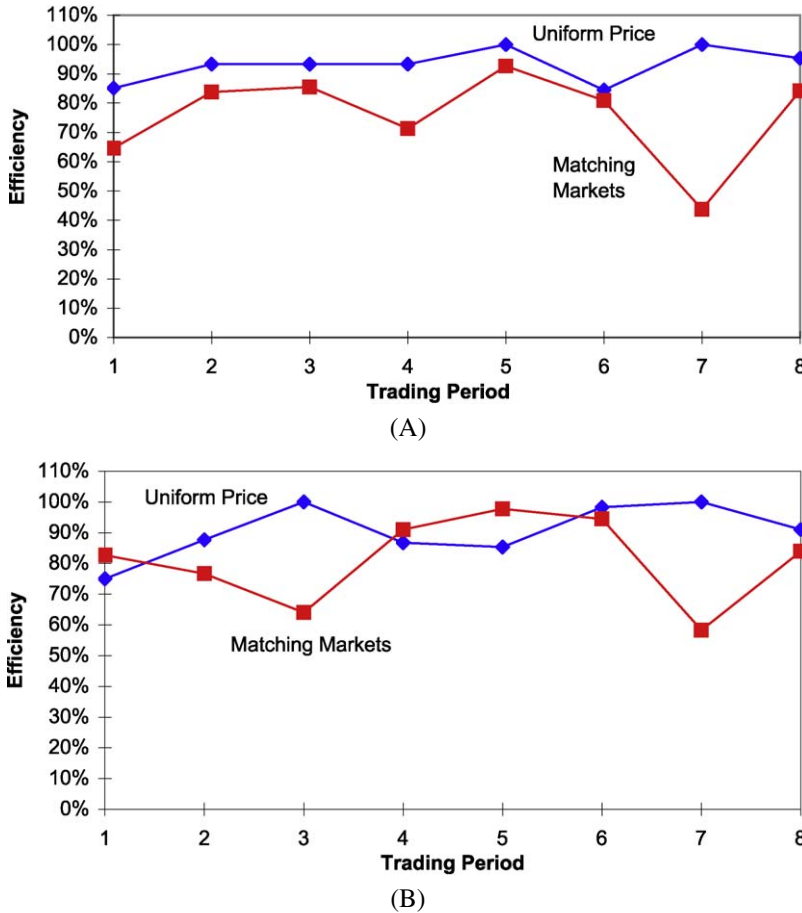 110%
100%
90%
80%
70%
60%
50%
40%
30%
20%
10%
0%
Efficiency
Uniform Price
Matching
Markets
1 2 3 4 5 6 7 8
Trading Period
(A)
110%
100%
90%
80%
70%
60%
50%
40%
30%
20%
10%
0%
Efficiency
Uniform Price
Matching Markets
1 2 3 4 5 6 7 8
Trading Period
(B)